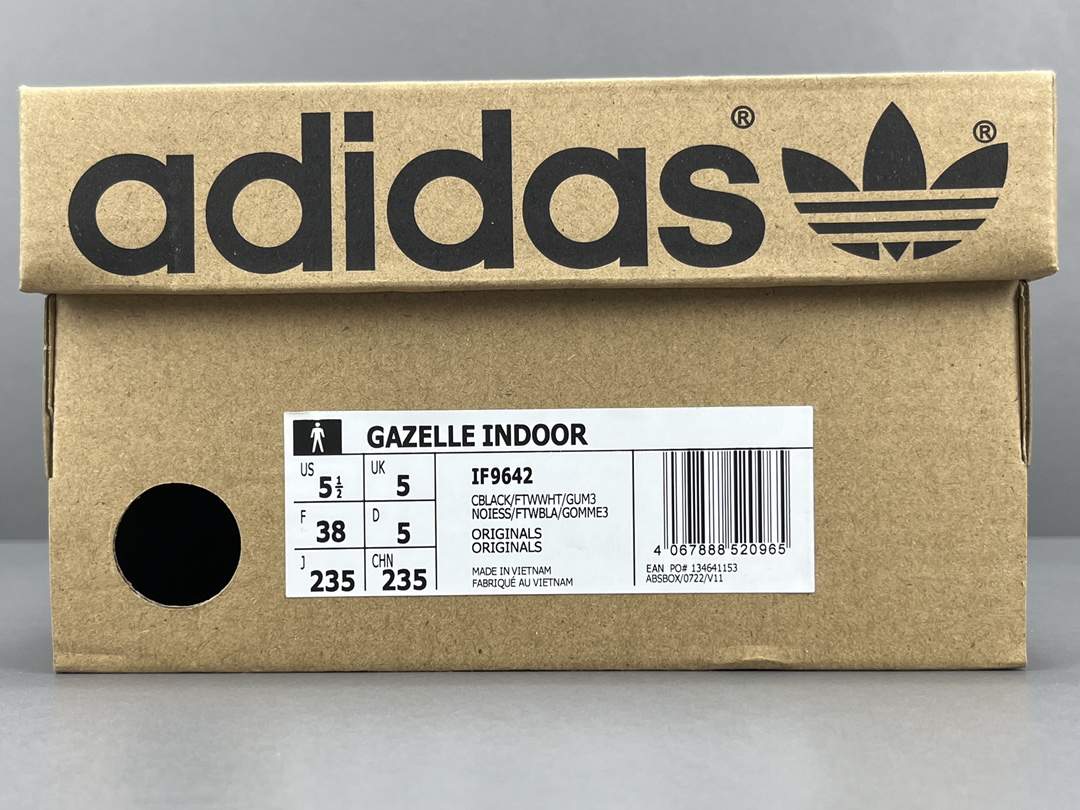 adidas® ®
GAZELLE INDOOR
US 5½ UK 5
F 38 D 5
J 235 CHN 235
IF9642
CBLACK/FTWWHT/GUM3
NOIESS/FTWBLA/GOMME3
ORIGINALS
ORIGINALS
MADE IN VIETNAM
FABRIQUÉ AU VIETNAM
4 067888 520965
EAN PO# 134641153
ABSBOX/0722/V11